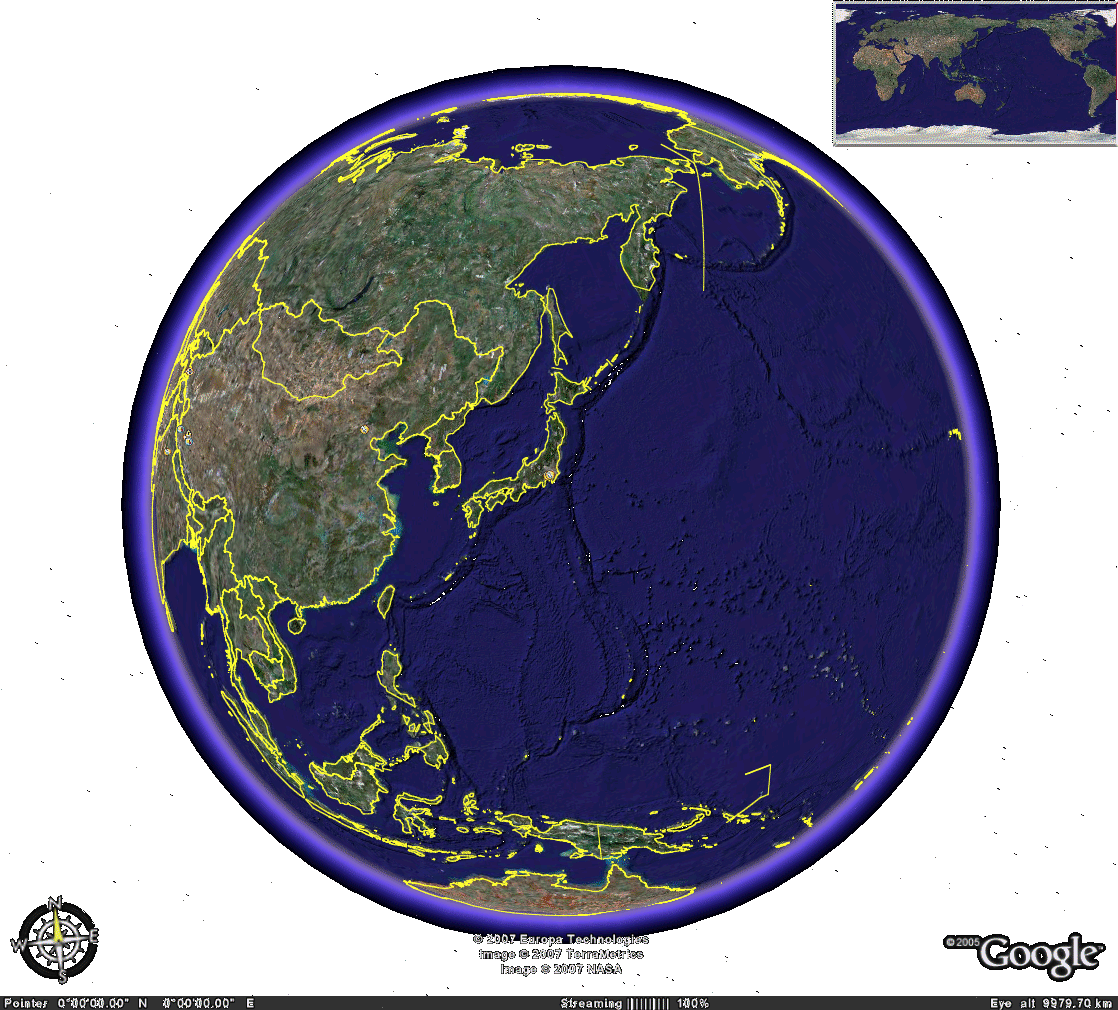 N
W E
S
© 2007 Europa Technologies
Image © 2007 TerraMetrics
Image © 2007 NASA
© 2005 Google™
Pointer 0°00'00.00" N 0°00'00.00" E
Streaming |||||||||| 100%
Eye alt 9979.70 km